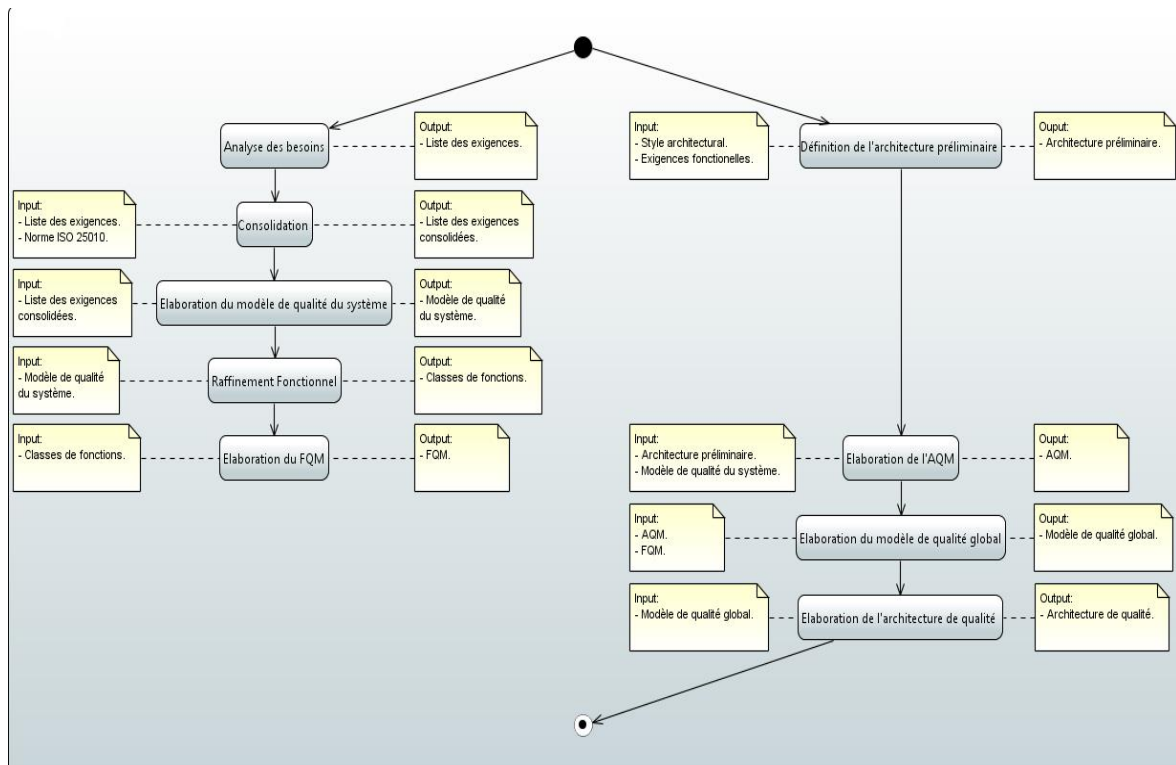 Analyse des besoins
Output:
- Liste des exigences.
Input:
- Liste des exigences.
- Norme ISO 25010.
Consolidation
Output:
- Liste des exigences
consolidées.
Input:
- Liste des exigences
consolidées.
Elaboration du modèle de qualité du système
Output:
- Modèle de qualité
du système.
Input:
- Modèle de qualité
du système.
Raffinement Fonctionnel
Output:
- Classes de fonctions.
Input:
- Classes de fonctions.
Elaboration du FQM
Output:
- FQM.
Input:
- Style architectural.
- Exigences fonctionelles.
Définition de l'architecture préliminaire
Ouput:
- Architecture préliminaire.
Input:
- Architecture préliminaire.
- Modèle de qualité du système.
Elaboration de l'AQM
Ouput:
- AQM.
Input:
- AQM.
- FQM.
Elaboration du modèle de qualité global
Ouput:
- Modèle de qualité global.
Input:
- Modèle de qualité global.
Elaboration de l'architecture de qualité
Output:
- Architecture de qualité.